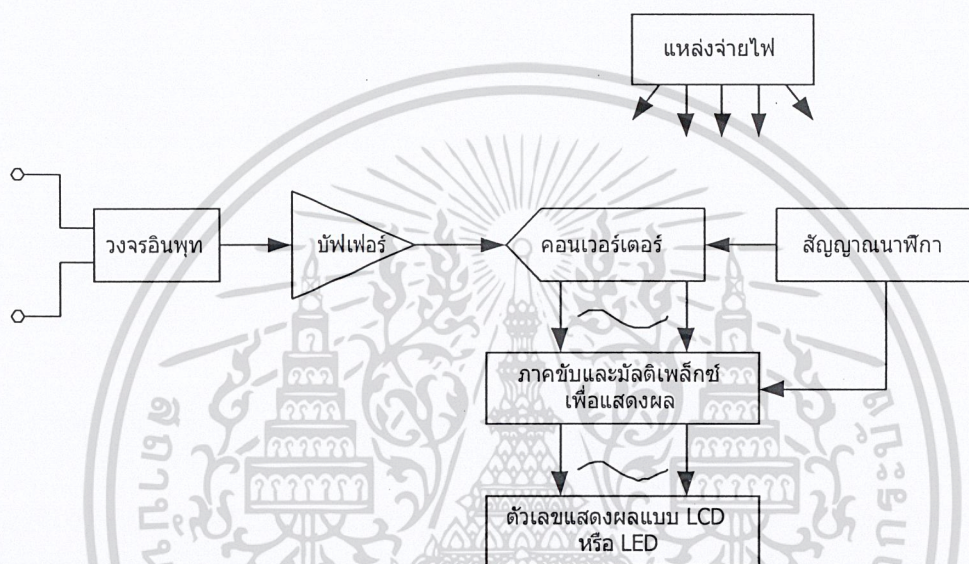 แหล่งจ่ายไฟ
วงจรอินพุท
บัฟเฟอร์
คอนเวอร์เตอร์
สัญญาณนาฬิกา
ภาคขับและมัลติเพล็กซ์
เพื่อแสดงผล
ตัวเลขแสดงผลแบบ LCD
หรือ LED